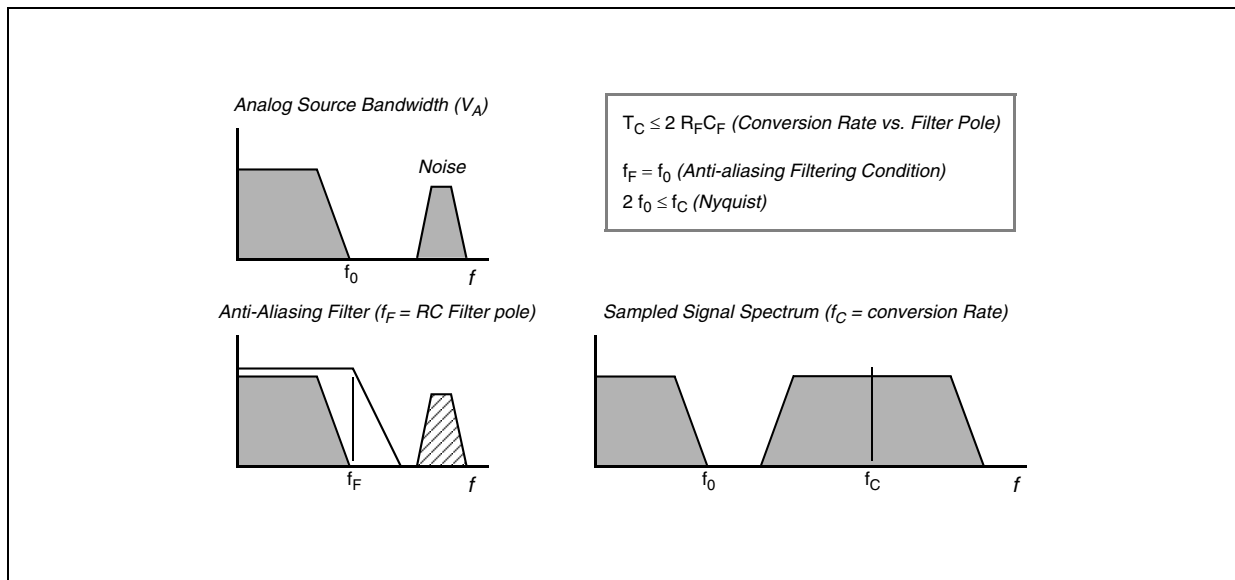 Analog Source Bandwidth (V_A)
Noise
f_0
f
T_C ≤ 2 R_FC_F (Conversion Rate vs. Filter Pole)
f_F = f_0 (Anti-aliasing Filtering Condition)
2 f_0 ≤ f_C (Nyquist)
Anti-Aliasing Filter (f_F = RC Filter pole)
f_F
f
Sampled Signal Spectrum (f_C = conversion Rate)
f_0
f_C
f